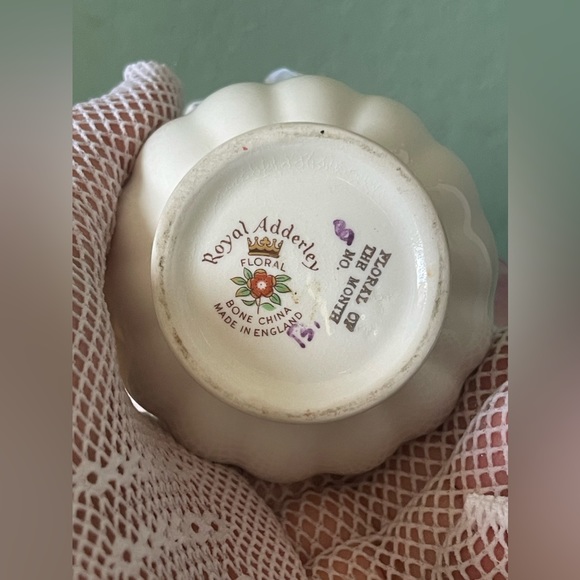 Royal Adderley
FLORAL
BONE CHINA
MADE IN ENGLAND
FLORAL OF
THE MONTH
NO.